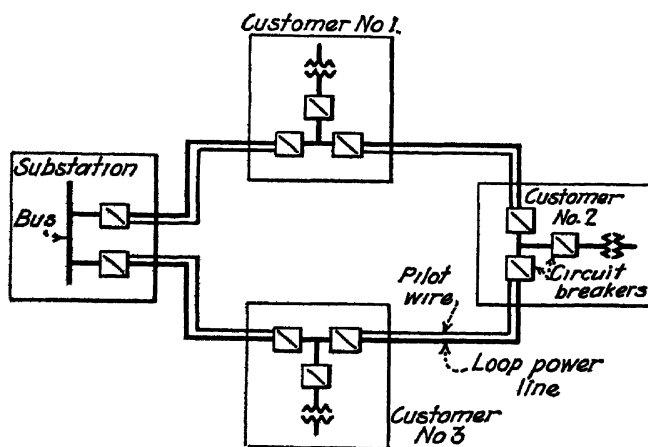 Customer No 1.
Substation
Bus
Customer
No. 2
Circuit
breakers
Pilot
wire
Loop power
line
Customer
No 3